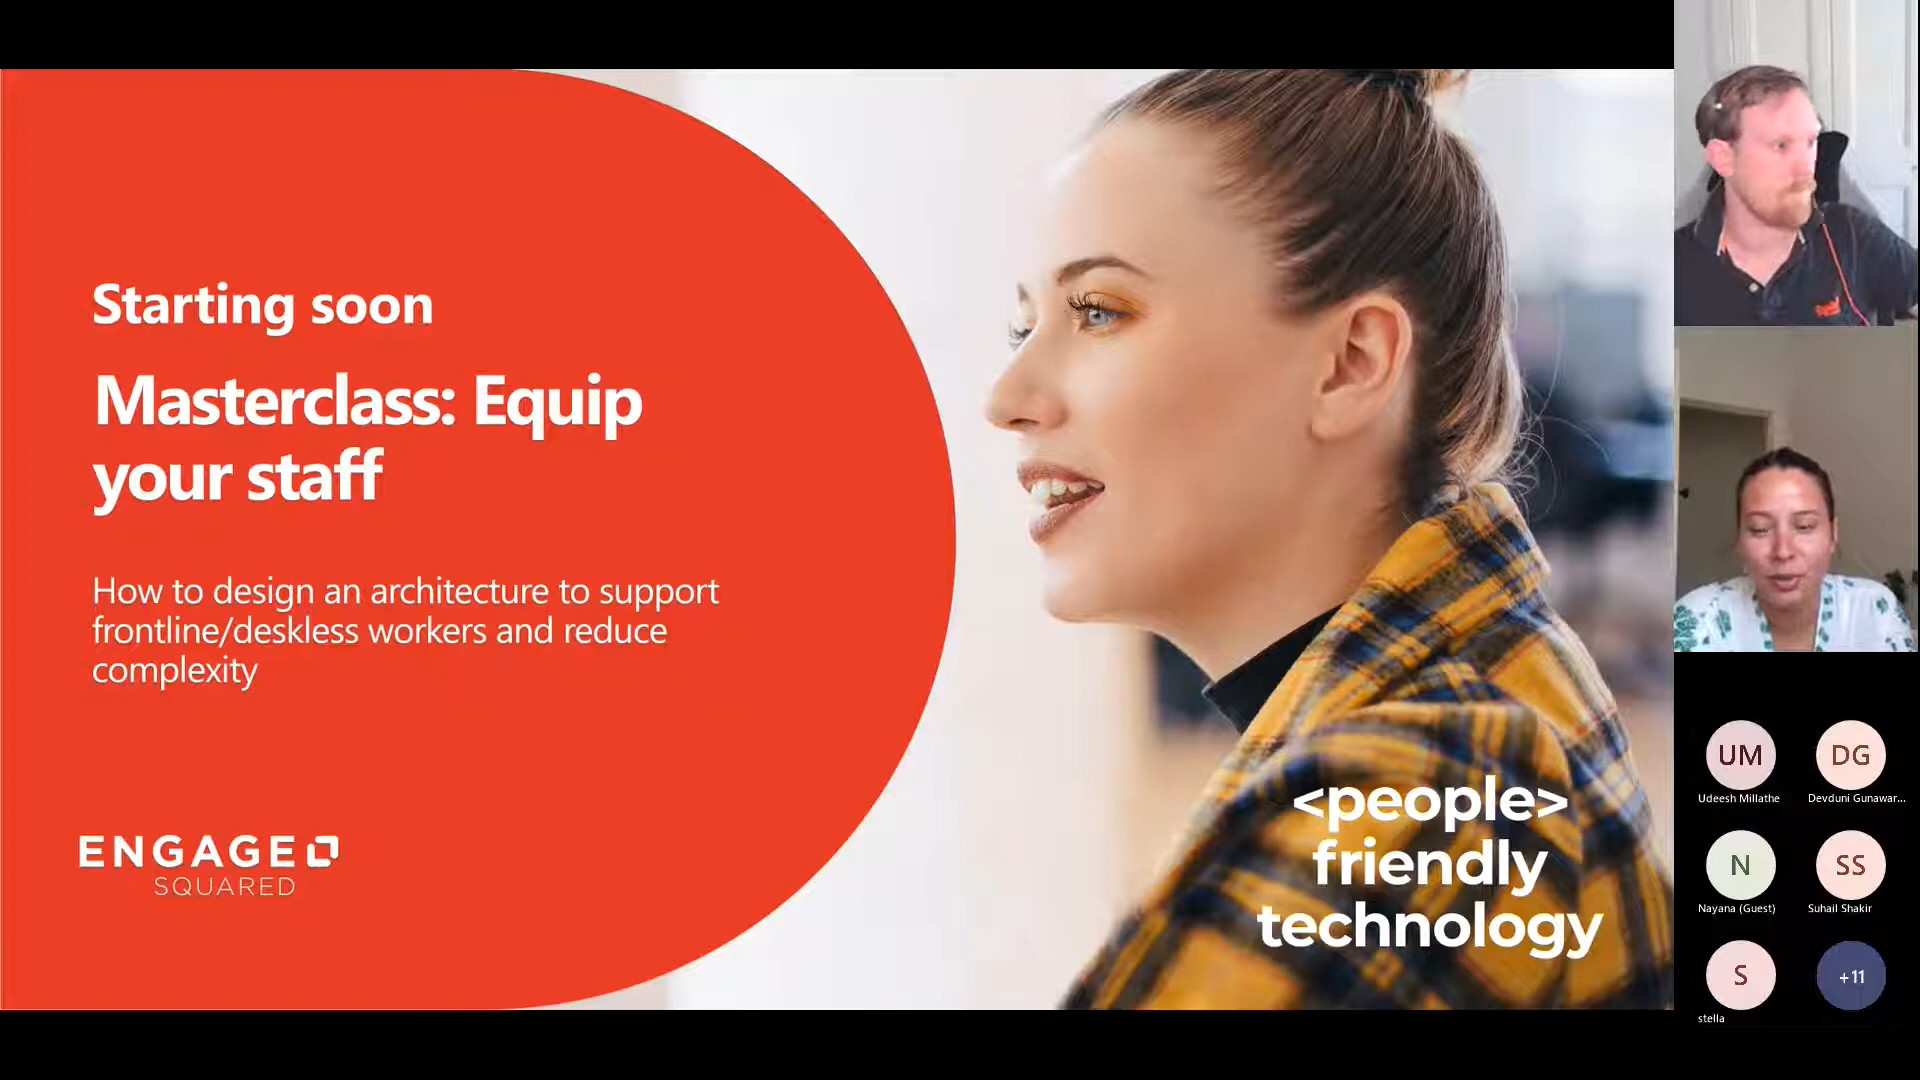 Starting soon
Masterclass: Equip
your staff
How to design an architecture to support
frontline/deskless workers and reduce
complexity
ENGAGE
SQUARED
<people>
friendly
technology
UM
DG
Udeesh Millathe
Devduni Gunawar...
N
SS
Nayana (Guest)
Suhail Shakir
S
+11
stella